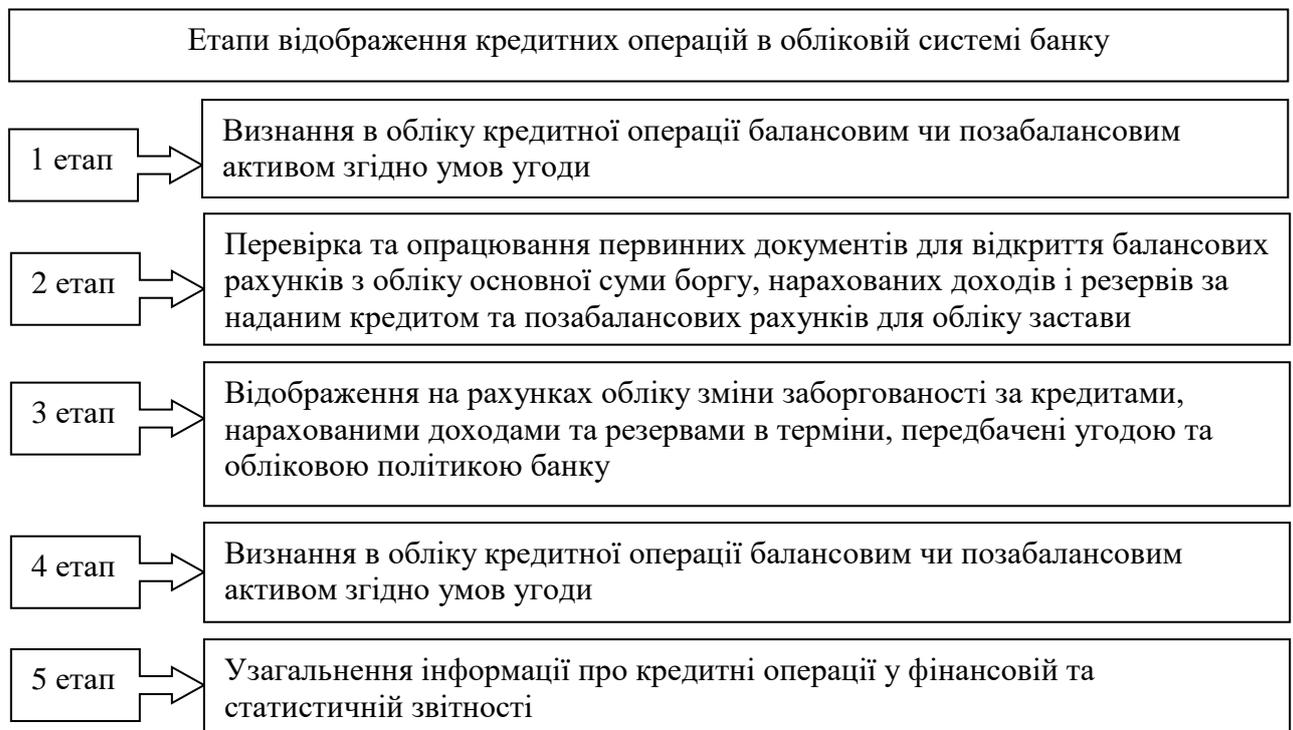 Етапи відображення кредитних операцій в обліковій системі банку
1 етап
Визнання в обліку кредитної операції балансовим чи позабалансовим
активом згідно умов угоди
2 етап
Перевірка та опрацювання первинних документів для відкриття балансових
рахунків з обліку основної суми боргу, нарахованих доходів і резервів за
наданим кредитом та позабалансових рахунків для обліку застави
3 етап
Відображення на рахунках обліку зміни заборгованості за кредитами,
нарахованими доходами та резервами в терміни, передбачені угодою та
обліковою політикою банку
4 етап
Визнання в обліку кредитної операції балансовим чи позабалансовим
активом згідно умов угоди
5 етап
Узагальнення інформації про кредитні операції у фінансовій та
статистичній звітності